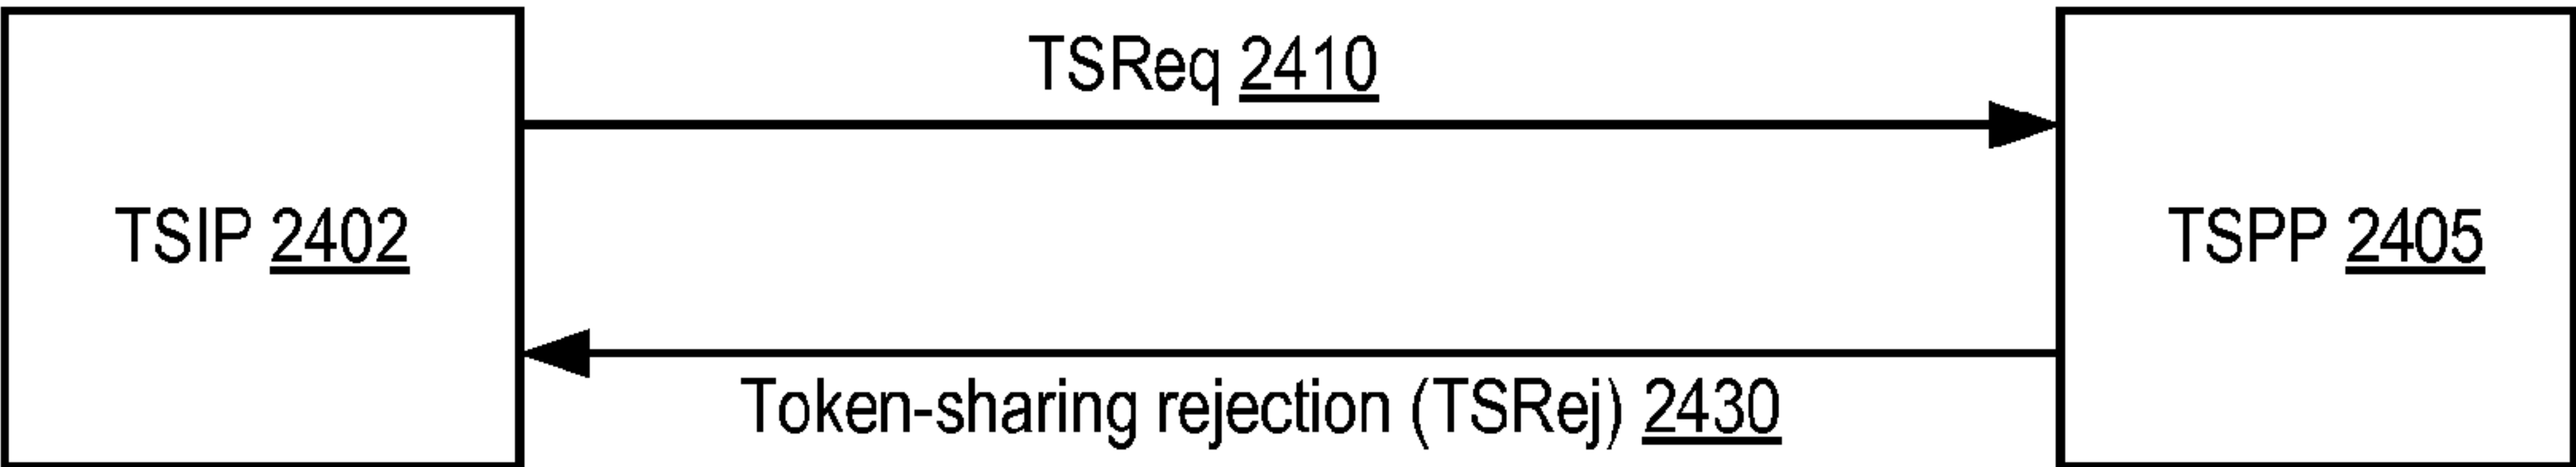 TSReq 2410
TSIP 2402
TSPP 2405
Token-sharing rejection (TSRej) 2430